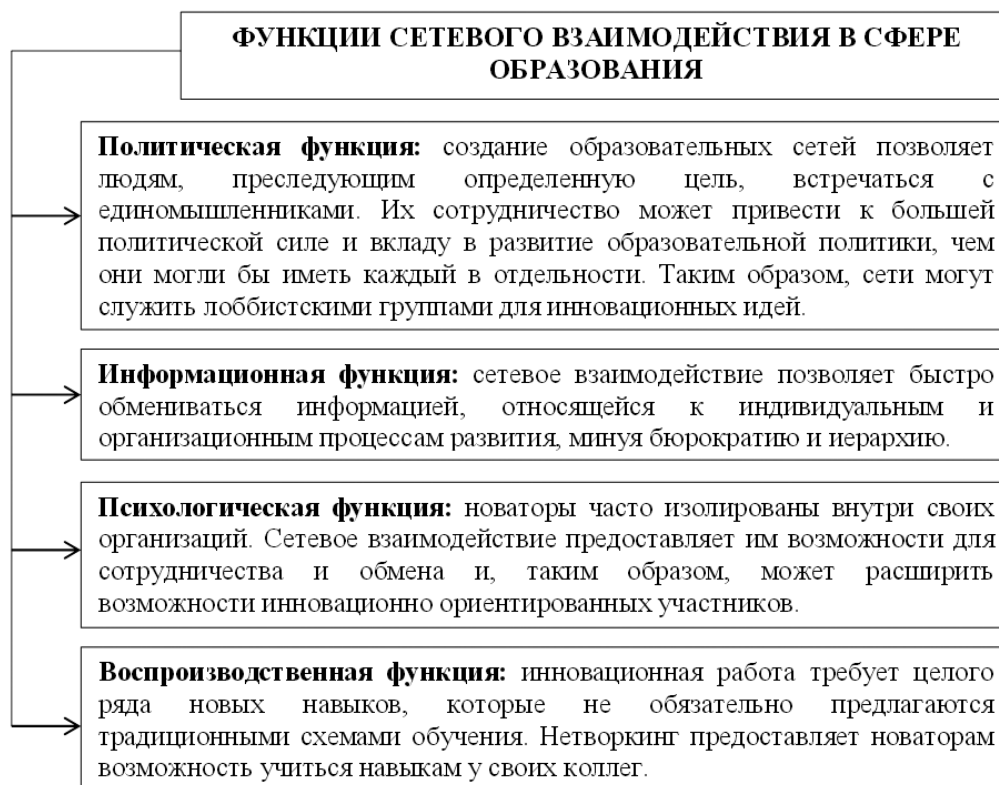 ФУНКЦИИ СЕТЕВОГО ВЗАИМОДЕЙСТВИЯ В СФЕРЕ
ОБРАЗОВАНИЯ
Политическая функция: создание образовательных сетей позволяет
людям, преследующим определенную цель, встречаться с
единомышленниками. Их сотрудничество может привести к большей
политической силе и вкладу в развитие образовательной политики, чем
они могли бы иметь каждый в отдельности. Таким образом, сети могут
служить лоббистскими группами для инновационных идей.
Информационная функция: сетевое взаимодействие позволяет быстро
обмениваться информацией, относящейся к индивидуальным и
организационным процессам развития, минуя бюрократию и иерархию.
Психологическая функция: новаторы часто изолированы внутри своих
организаций. Сетевое взаимодействие предоставляет им возможности для
сотрудничества и обмена и, таким образом, может расширить
возможности инновационно ориентированных участников.
Воспроизводственная функция: инновационная работа требует целого
ряда новых навыков, которые не обязательно предлагаются
традиционными схемами обучения. Нетворкинг предоставляет новаторам
возможность учиться навыкам у своих коллег.